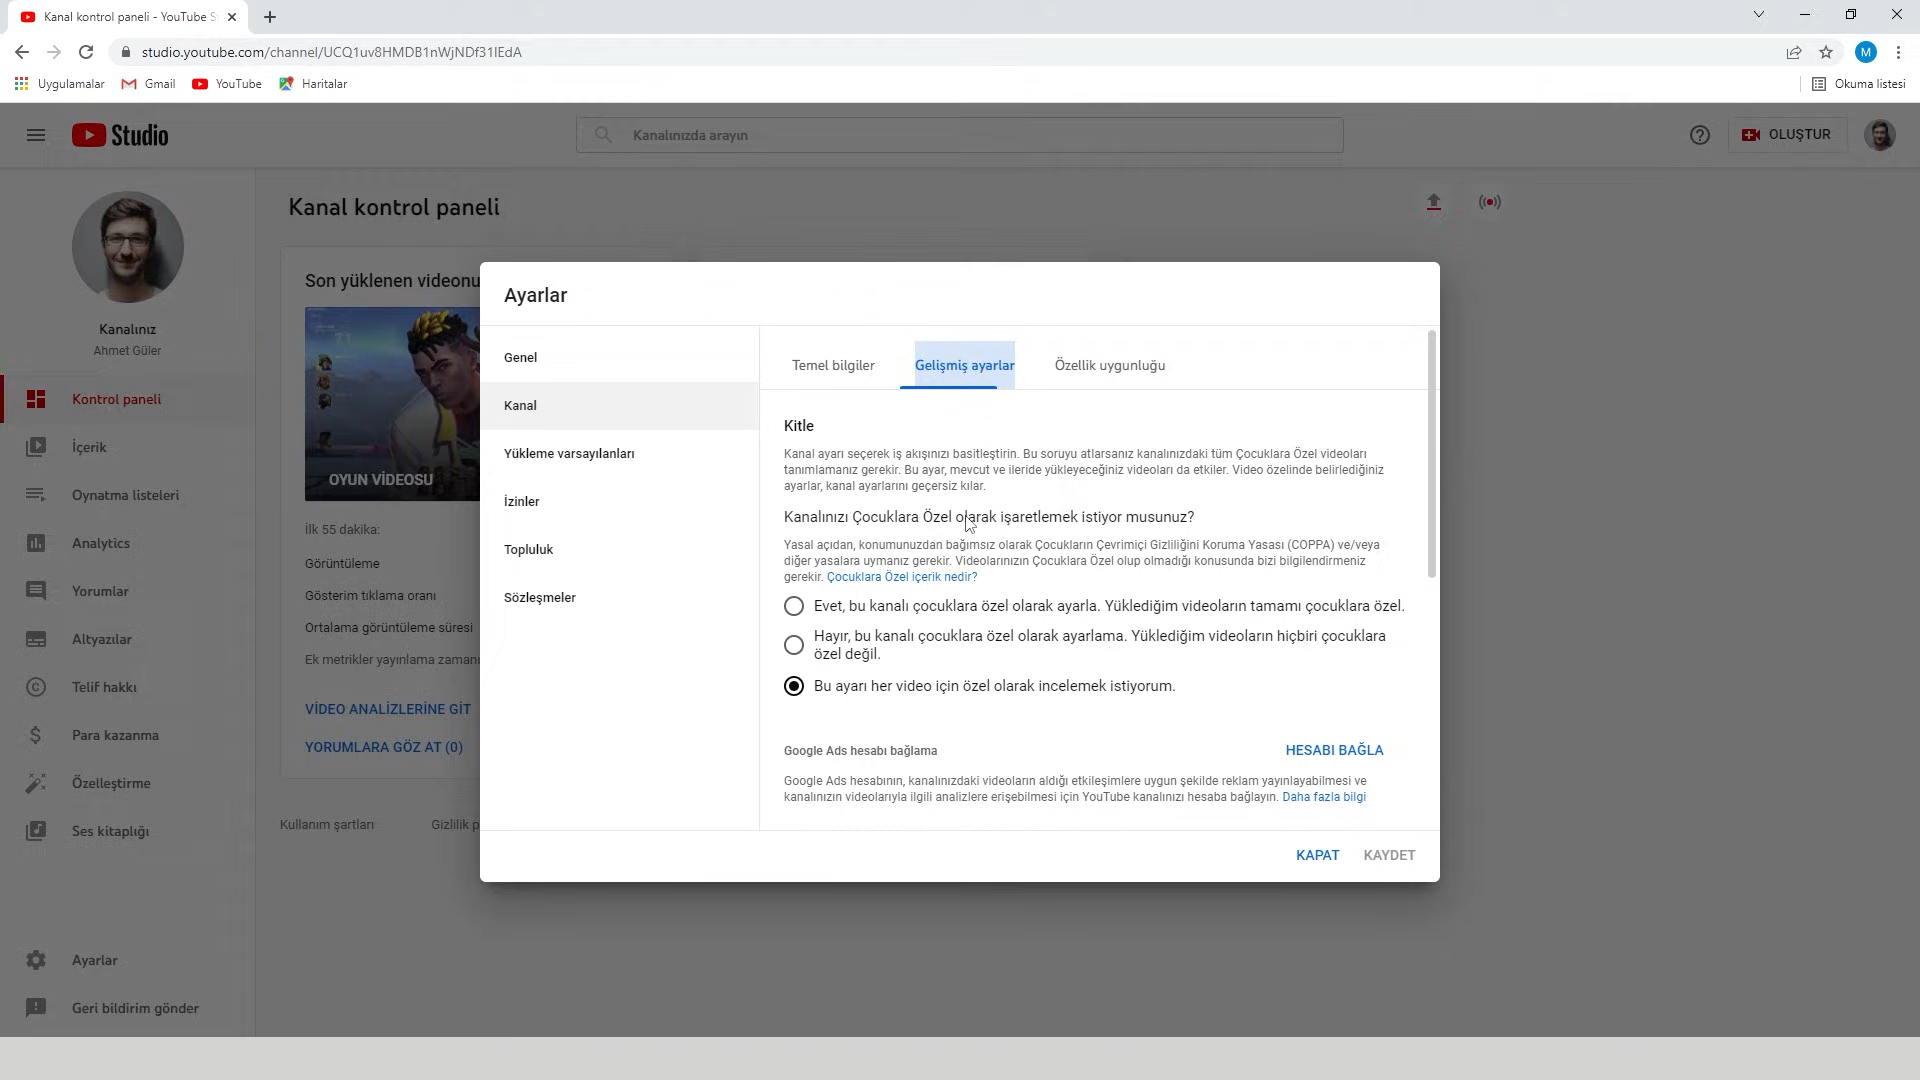 Kanal kontrol paneli - YouTube S
studio.youtube.com/channel/UCQ1uv8HMDB1nWjNDf31lEdA
M
Uygulamalar
Gmail
YouTube
Haritalar
Okuma listesi
Studio
Kanalınızda arayın
OLUŞTUR
Kanalınız
Ahmet Güler
Kontrol paneli
İçerik
Oynatma listeleri
Analytics
Yorumlar
Altyazılar
Telif hakkı
Para kazanma
Özelleştirme
Ses kitaplığı
Ayarlar
Geri bildirim gönder
Kanal kontrol paneli
Son yüklenen videonu
OYUN VİDEOSU
İlk 55 dakika:
Görüntüleme
Gösterim tıklama oranı
Ortalama görüntüleme süresi
Ek metrikler yayınlama zamanı
VİDEO ANALİZLERİNE GİT
YORUMLARA GÖZ AT (0)
Kullanım şartları
Gizlilik p
Ayarlar
Genel
Kanal
Yükleme varsayılanları
İzinler
Topluluk
Sözleşmeler
Temel bilgiler
Gelişmiş ayarlar
Özellik uygunluğu
Kitle
Kanal ayarı seçerek iş akışınızı basitleştirin. Bu soruyu atlarsanız kanalınızdaki tüm Çocuklara Özel videoları
tanımlamanız gerekir. Bu ayar, mevcut ve ileride yükleyeceğiniz videoları da etkiler. Video özelinde belirlediğiniz
ayarlar, kanal ayarlarını geçersiz kılar.
Kanalınızı Çocuklara Özel olarak işaretlemek istiyor musunuz?
Yasal açıdan, konumunuzdan bağımsız olarak Çocukların Çevrimiçi Gizliliğini Koruma Yasası (COPPA) ve/veya
diğer yasalara uymanız gerekir. Videolarınızın Çocuklara Özel olup olmadığı konusunda bizi bilgilendirmeniz
gerekir. Çocuklara Özel içerik nedir?
Evet, bu kanalı çocuklara özel olarak ayarla. Yüklediğim videoların tamamı çocuklara özel.
Hayır, bu kanalı çocuklara özel olarak ayarlama. Yüklediğim videoların hiçbiri çocuklara
özel değil.
Bu ayarı her video için özel olarak incelemek istiyorum.
Google Ads hesabı bağlama
HESABI BAĞLA
Google Ads hesabının, kanalınızdaki videoların aldığı etkileşimlere uygun şekilde reklam yayınlayabilmesi ve
kanalınızın videolarıyla ilgili analizlere erişebilmesi için YouTube kanalınızı hesaba bağlayın. Daha fazla bilgi
KAPAT
KAYDET